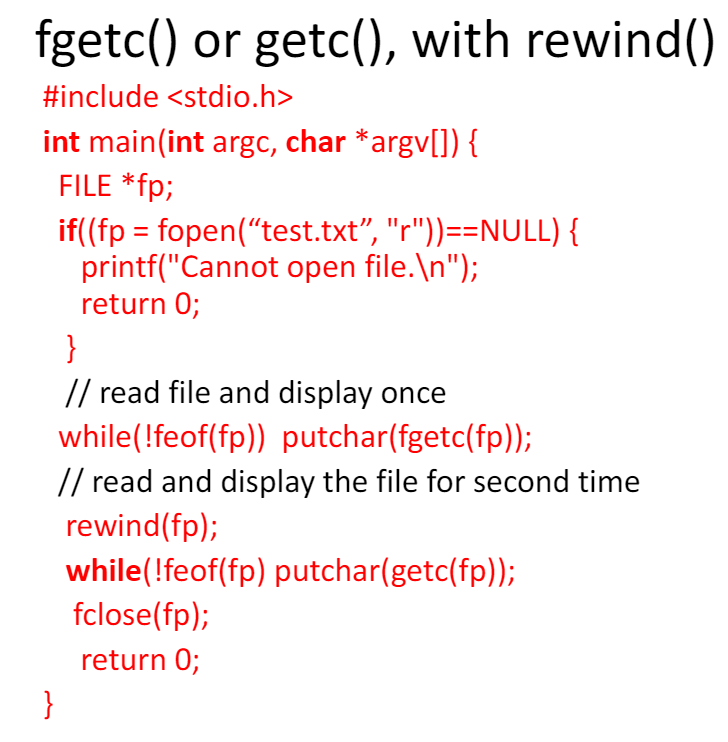 fgetc() or getc(), with rewind()
#include <stdio.h>
int main(int argc, char *argv[]) {
FILE *fp;
if((fp = fopen(“test.txt”, "r"))==NULL) {
printf("Cannot open file.\n");
return 0;
}
// read file and display once
while(!feof(fp))  putchar(fgetc(fp));
// read and display the file for second time
rewind(fp);
while(!feof(fp) putchar(getc(fp));
fclose(fp);
return 0;
}